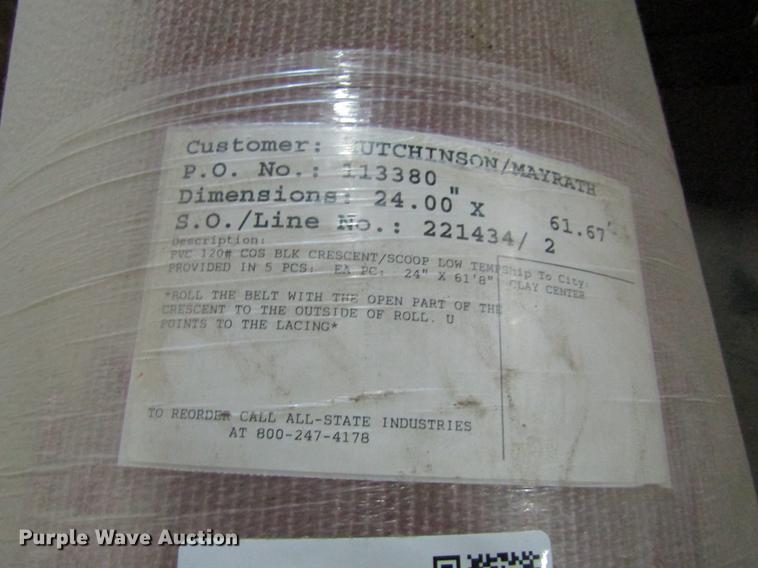 Customer: HUTCHINSON/MAYRATH
P.O. No.: 113380
Dimensions: 24.00" X 61.67'
S.O./Line No.: 221434/ 2
Description:
PVC 120# COS BLK CRESCENT/SCOOP LOW TEMP
PROVIDED IN 5 PCS: EA PC: 24" X 61'8"
Ship To City:
CLAY CENTER
*ROLL THE BELT WITH THE OPEN PART OF THE
CRESCENT TO THE OUTSIDE OF ROLL. U
POINTS TO THE LACING*
TO REORDER CALL ALL-STATE INDUSTRIES
AT 800-247-4178
Purple Wave Auction